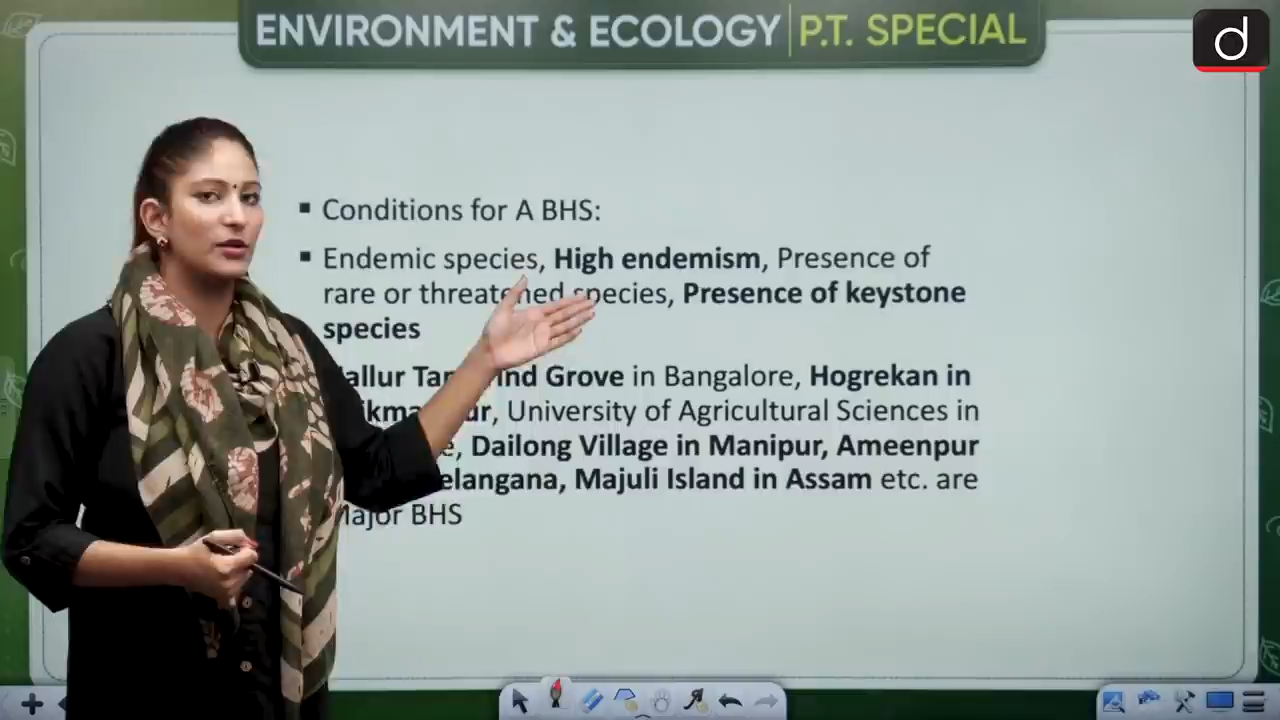 ENVIRONMENT & ECOLOGY | P.T. SPECIAL
d
▪ Conditions for A BHS:
▪ Endemic species, High endemism, Presence of
rare or threatened species, Presence of keystone
species
in Bangalore, Hogrekan in
University of Agricultural Sciences in
Dailong Village in Manipur, Ameenpur
Majuli Island in Assam etc. are
Major BHS